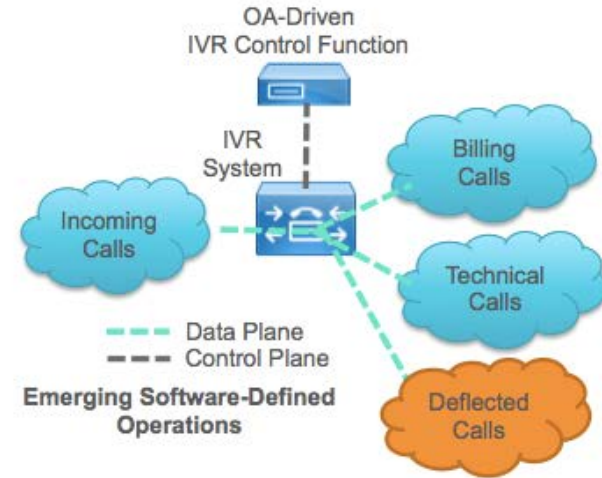 OA-Driven
IVR Control Function
IVR
System
Billing
Calls
Incoming
Calls
Technical
Calls
Data Plane
Control Plane
Emerging Software-Defined
Operations
Deflected
Calls